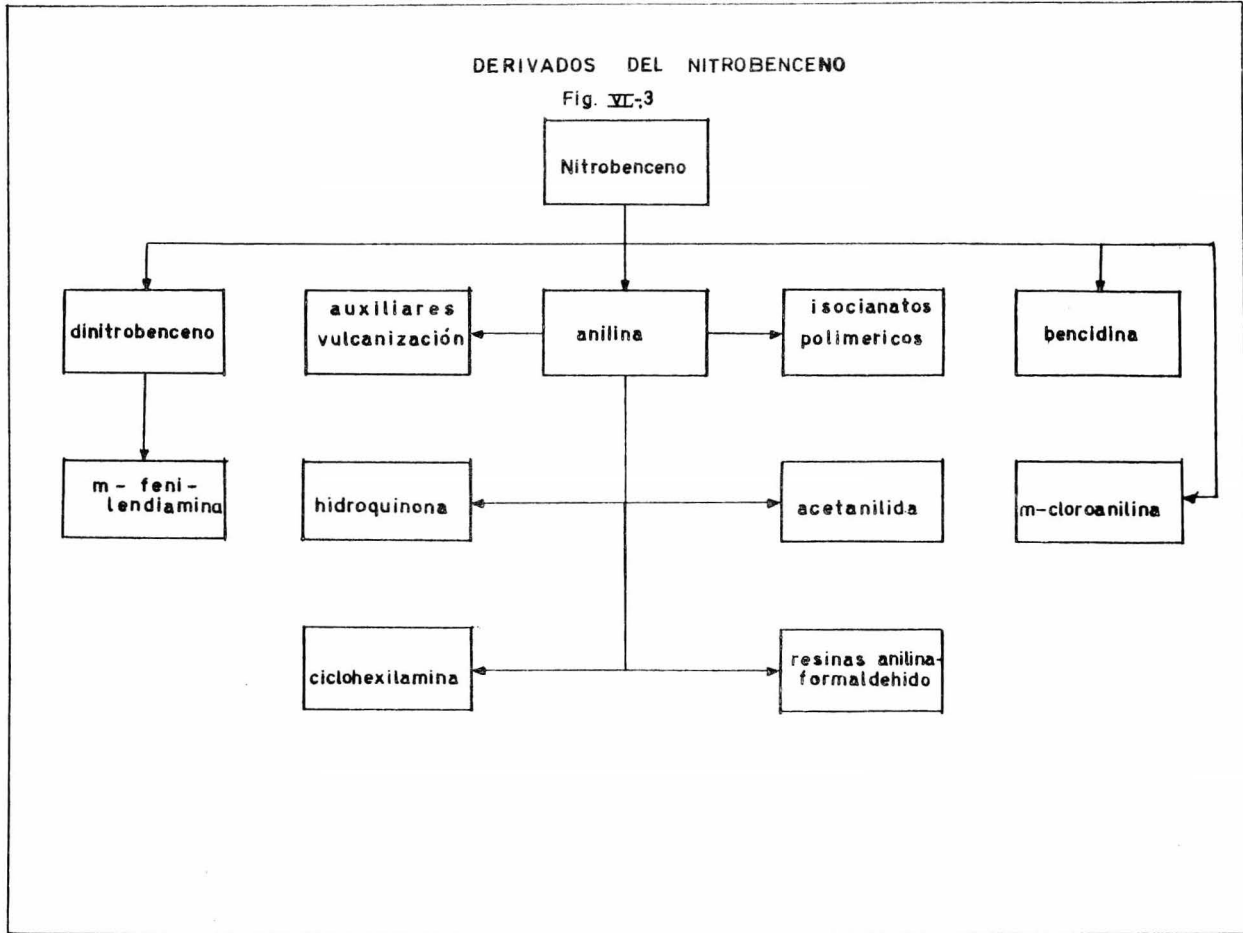 DERIVADOS DEL NITROBENCENO
Fig. VI-3
Nitrobenceno
dinitrobenceno
auxiliares
vulcanización
anilina
isocianatos
polimericos
bencidina
m - feni-
lendiamina
hidroquinona
acetanilida
m-cloroanilina
ciclohexilamina
resinas anilina-
formaldehido